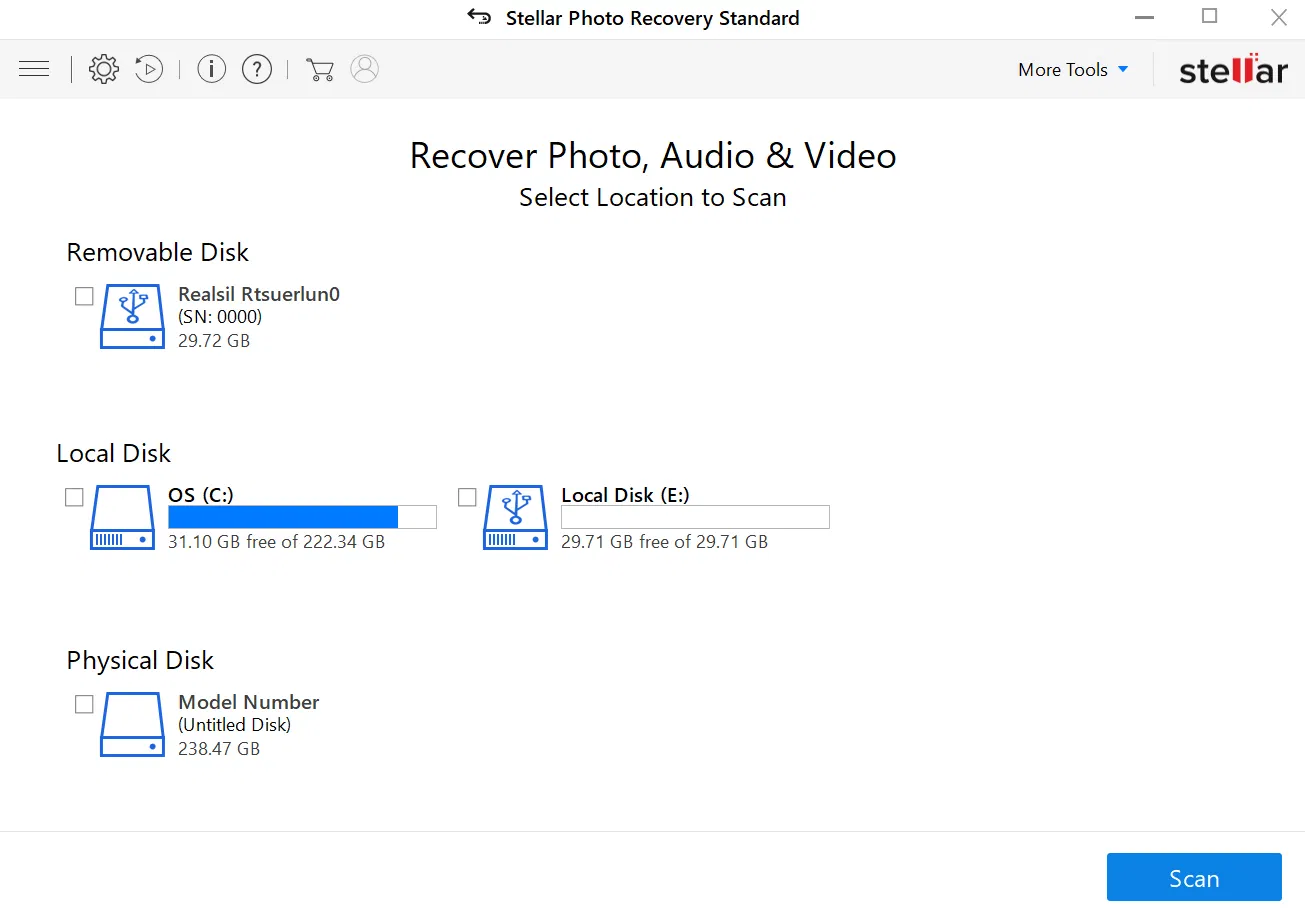 Stellar Photo Recovery Standard
More Tools
stellar
Recover Photo, Audio & Video
Select Location to Scan
Removable Disk
Realsil Rtsuerlun0
(SN: 0000)
29.72 GB
Local Disk
OS (C:)
31.10 GB free of 222.34 GB
Local Disk (E:)
29.71 GB free of 29.71 GB
Physical Disk
Model Number
(Untitled Disk)
238.47 GB
Scan